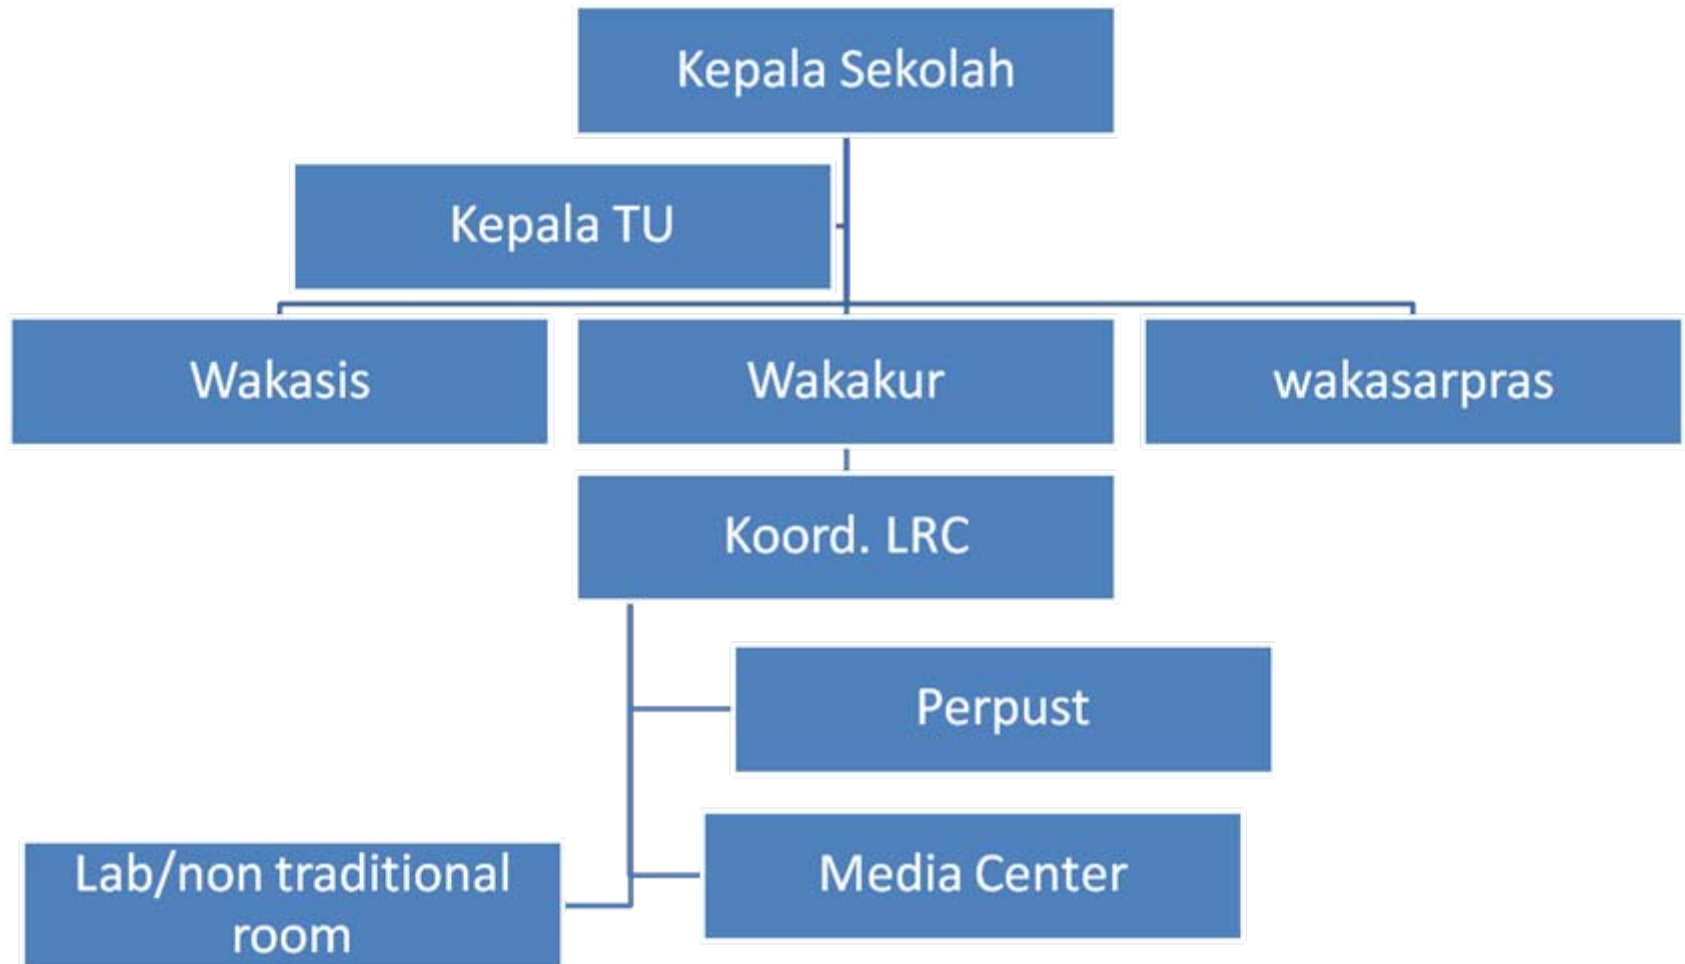 Kepala Sekolah
Kepala TU
Wakasis
Wakakur
wakasarpras
Koord. LRC
Perpust
Media Center
Lab/non traditional
room